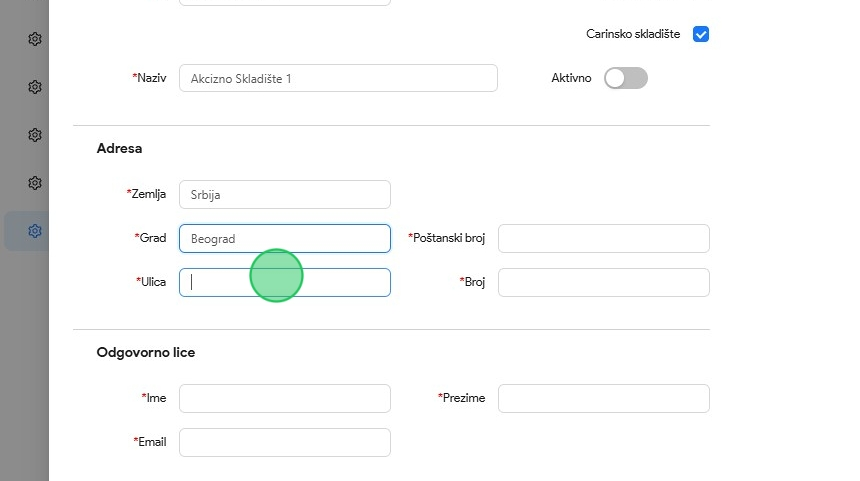 Carinsko skladište
*Naziv Akcizno Skladište 1 Aktivno
Adresa
*Zemlja Srbija
*Grad Beograd *Poštanski broj
*Ulica *Broj
Odgovorno lice
*Ime *Prezime
*Email